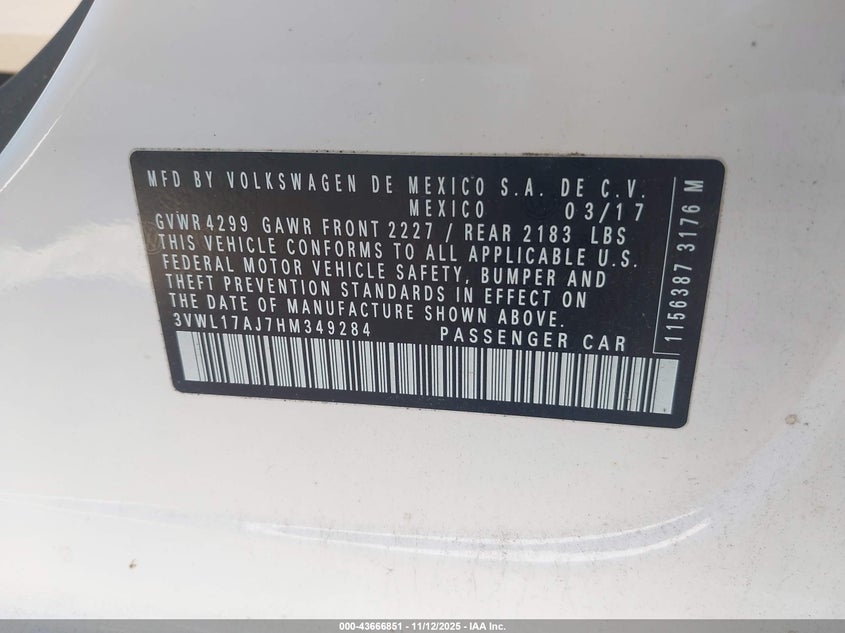 MFD BY VOLKSWAGEN DE MEXICO S.A. DE C.V.
MEXICO 03/17
GVWR 4299 GAWR FRONT 2227 / REAR 2183 LBS
THIS VEHICLE CONFORMS TO ALL APPLICABLE U.S.
FEDERAL MOTOR VEHICLE SAFETY, BUMPER AND
THEFT PREVENTION STANDARDS IN EFFECT ON
THE DATE OF MANUFACTURE SHOWN ABOVE.
3VWL17AJ7HM349284 PASSENGER CAR
1156387 3176 M
000-43666851 - 11/12/2025 - IAA Inc.